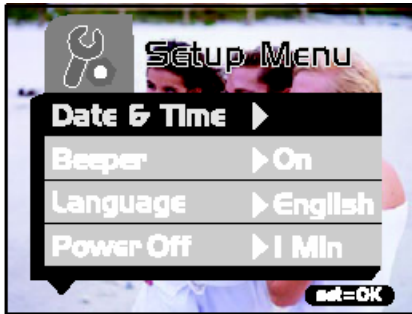 Setup Menu
Date & Time
Beeper On
Language English
Power Off 1 Min
set=OK